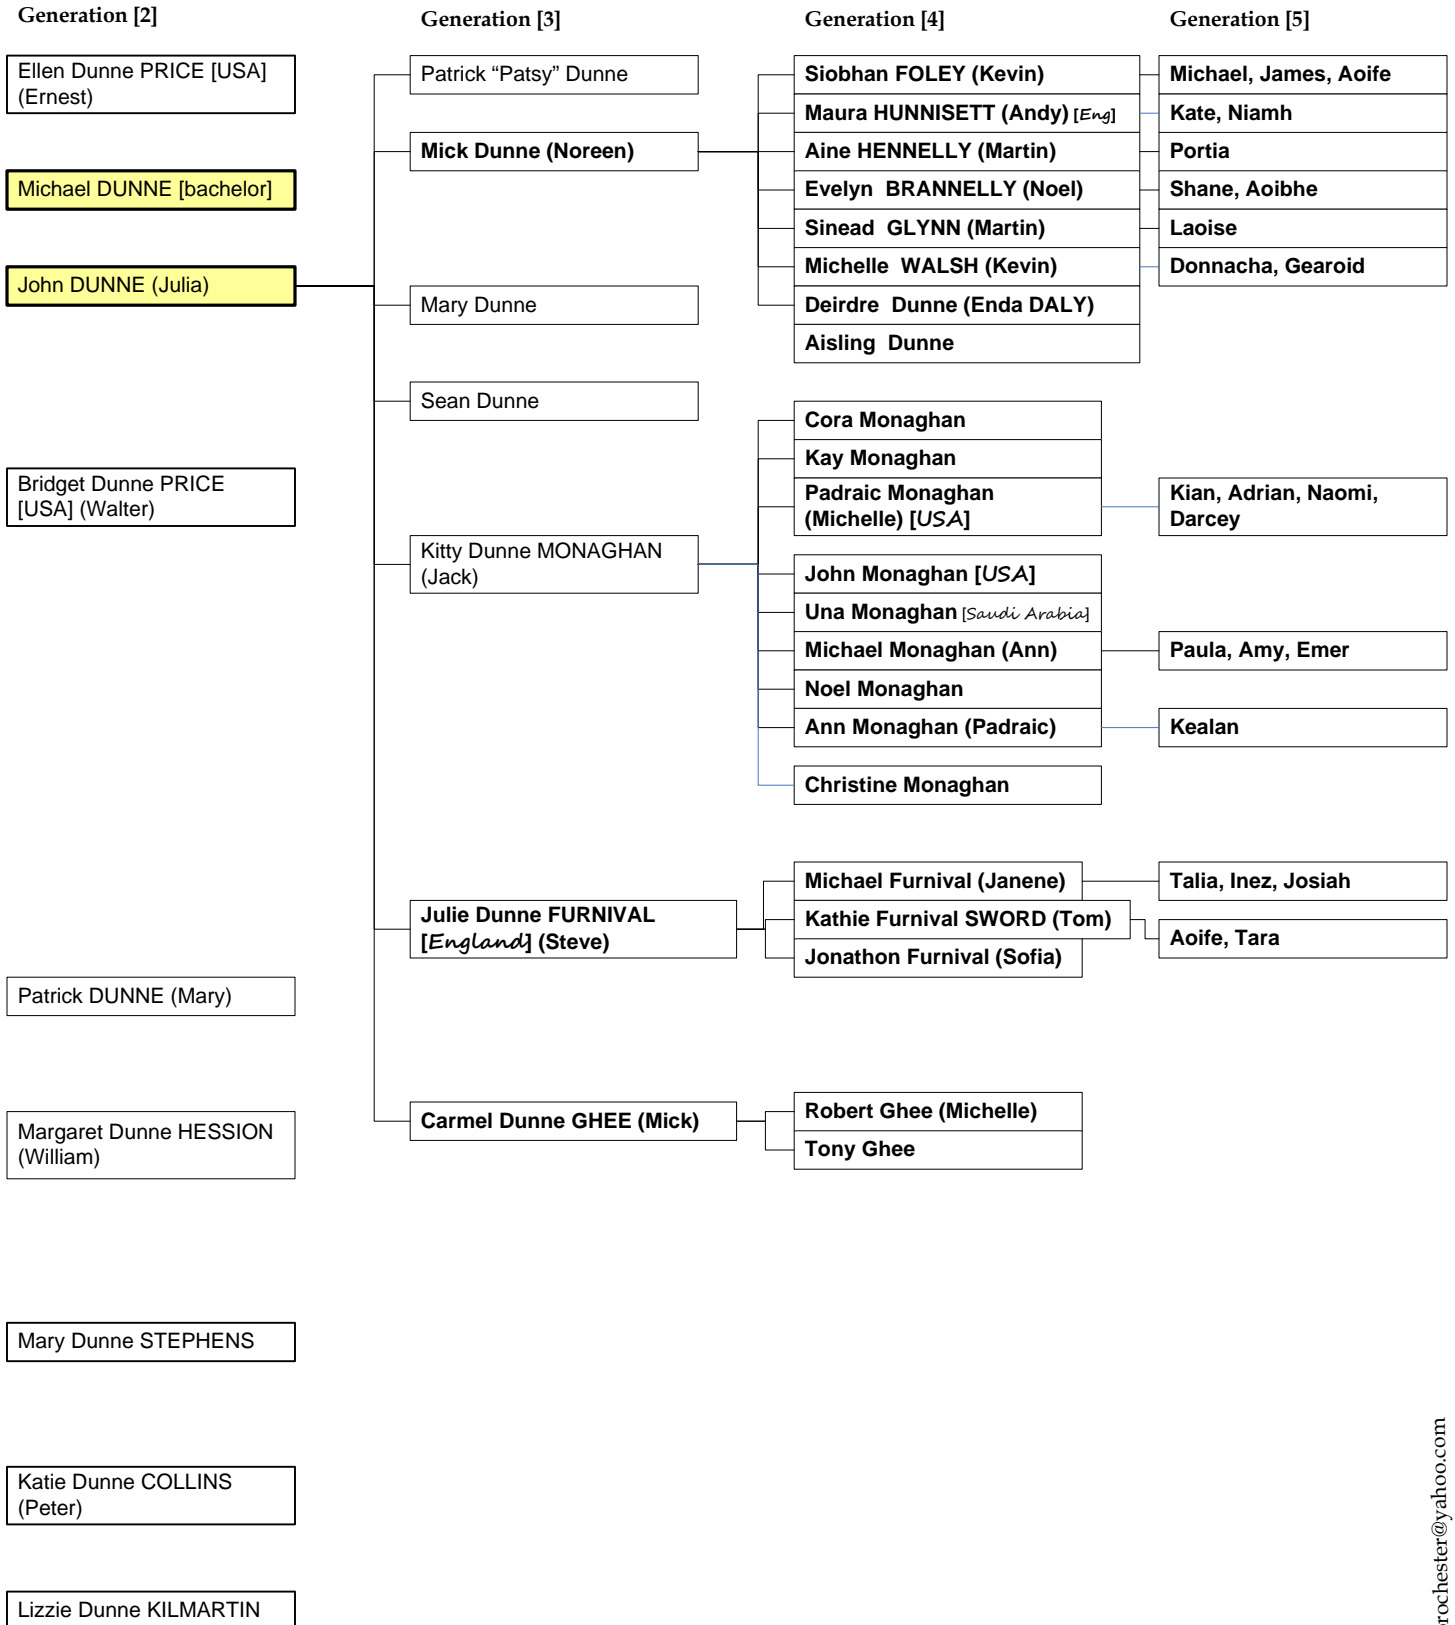 Generation [2]
Generation [3]
Generation [4]
Generation [5]
Ellen Dunne PRICE [USA]
(Ernest)
Michael DUNNE [bachelor]
John DUNNE (Julia)
Bridget Dunne PRICE
[USA] (Walter)
Patrick DUNNE (Mary)
Margaret Dunne HESSION
(William)
Mary Dunne STEPHENS
Katie Dunne COLLINS
(Peter)
Lizzie Dunne KILMARTIN
Patrick “Patsy” Dunne
Mick Dunne (Noreen)
Mary Dunne
Sean Dunne
Kitty Dunne MONAGHAN
(Jack)
Julie Dunne FURNIVAL
[England] (Steve)
Carmel Dunne GHEE (Mick)
Siobhan FOLEY (Kevin)
Maura HUNNISETT (Andy) [Eng]
Aine HENNELLY (Martin)
Evelyn BRANNELLY (Noel)
Sinead GLYNN (Martin)
Michelle WALSH (Kevin)
Deirdre Dunne (Enda DALY)
Aisling Dunne
Cora Monaghan
Kay Monaghan
Padraic Monaghan
(Michelle) [USA]
John Monaghan [USA]
Una Monaghan [Saudi Arabia]
Michael Monaghan (Ann)
Noel Monaghan
Ann Monaghan (Padraic)
Christine Monaghan
Michael Furnival (Janene)
Kathie Furnival SWORD (Tom)
Jonathon Furnival (Sofia)
Robert Ghee (Michelle)
Tony Ghee
Michael, James, Aoife
Kate, Niamh
Portia
Shane, Aoibhe
Laoise
Donnacha, Gearoid
Kian, Adrian, Naomi,
Darcey
Paula, Amy, Emer
Kealan
Talia, Inez, Josiah
Aoife, Tara
rochester@yahoo.com